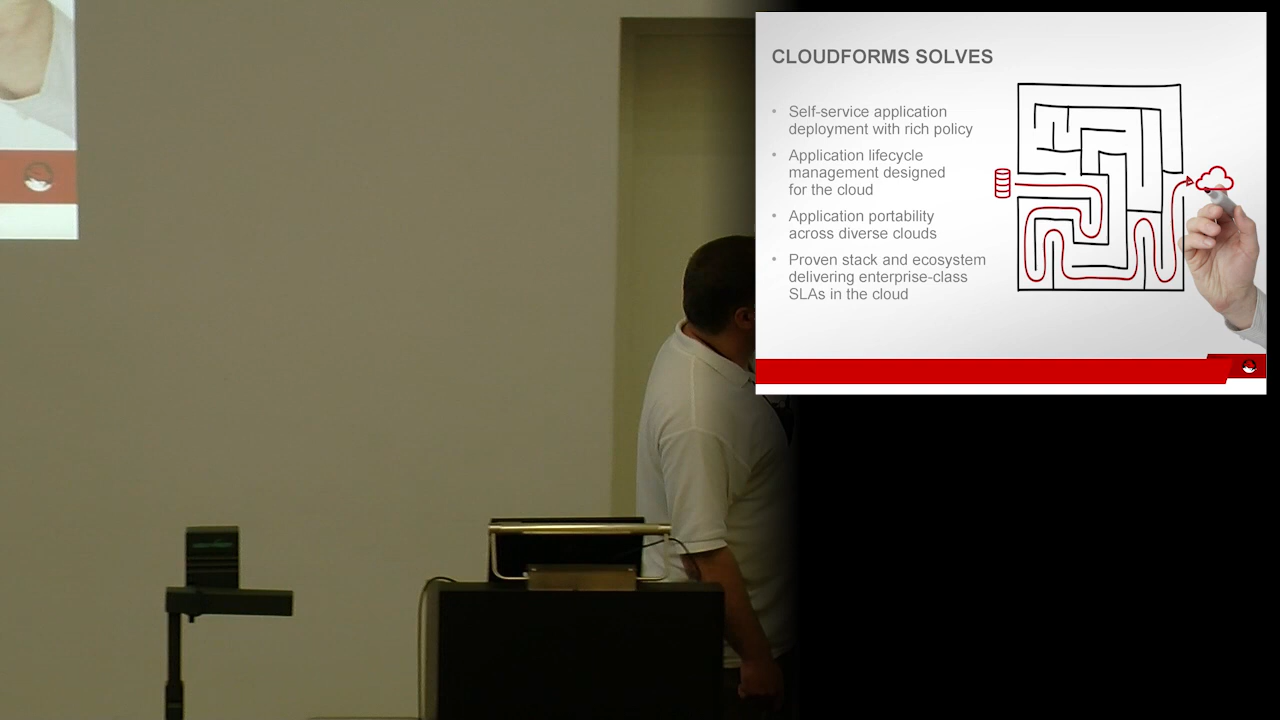 CLOUDFORMS SOLVES
• Self-service application
deployment with rich policy
• Application lifecycle
management designed
for the cloud
• Application portability
across diverse clouds
• Proven stack and ecosystem
delivering enterprise-class
SLAs in the cloud